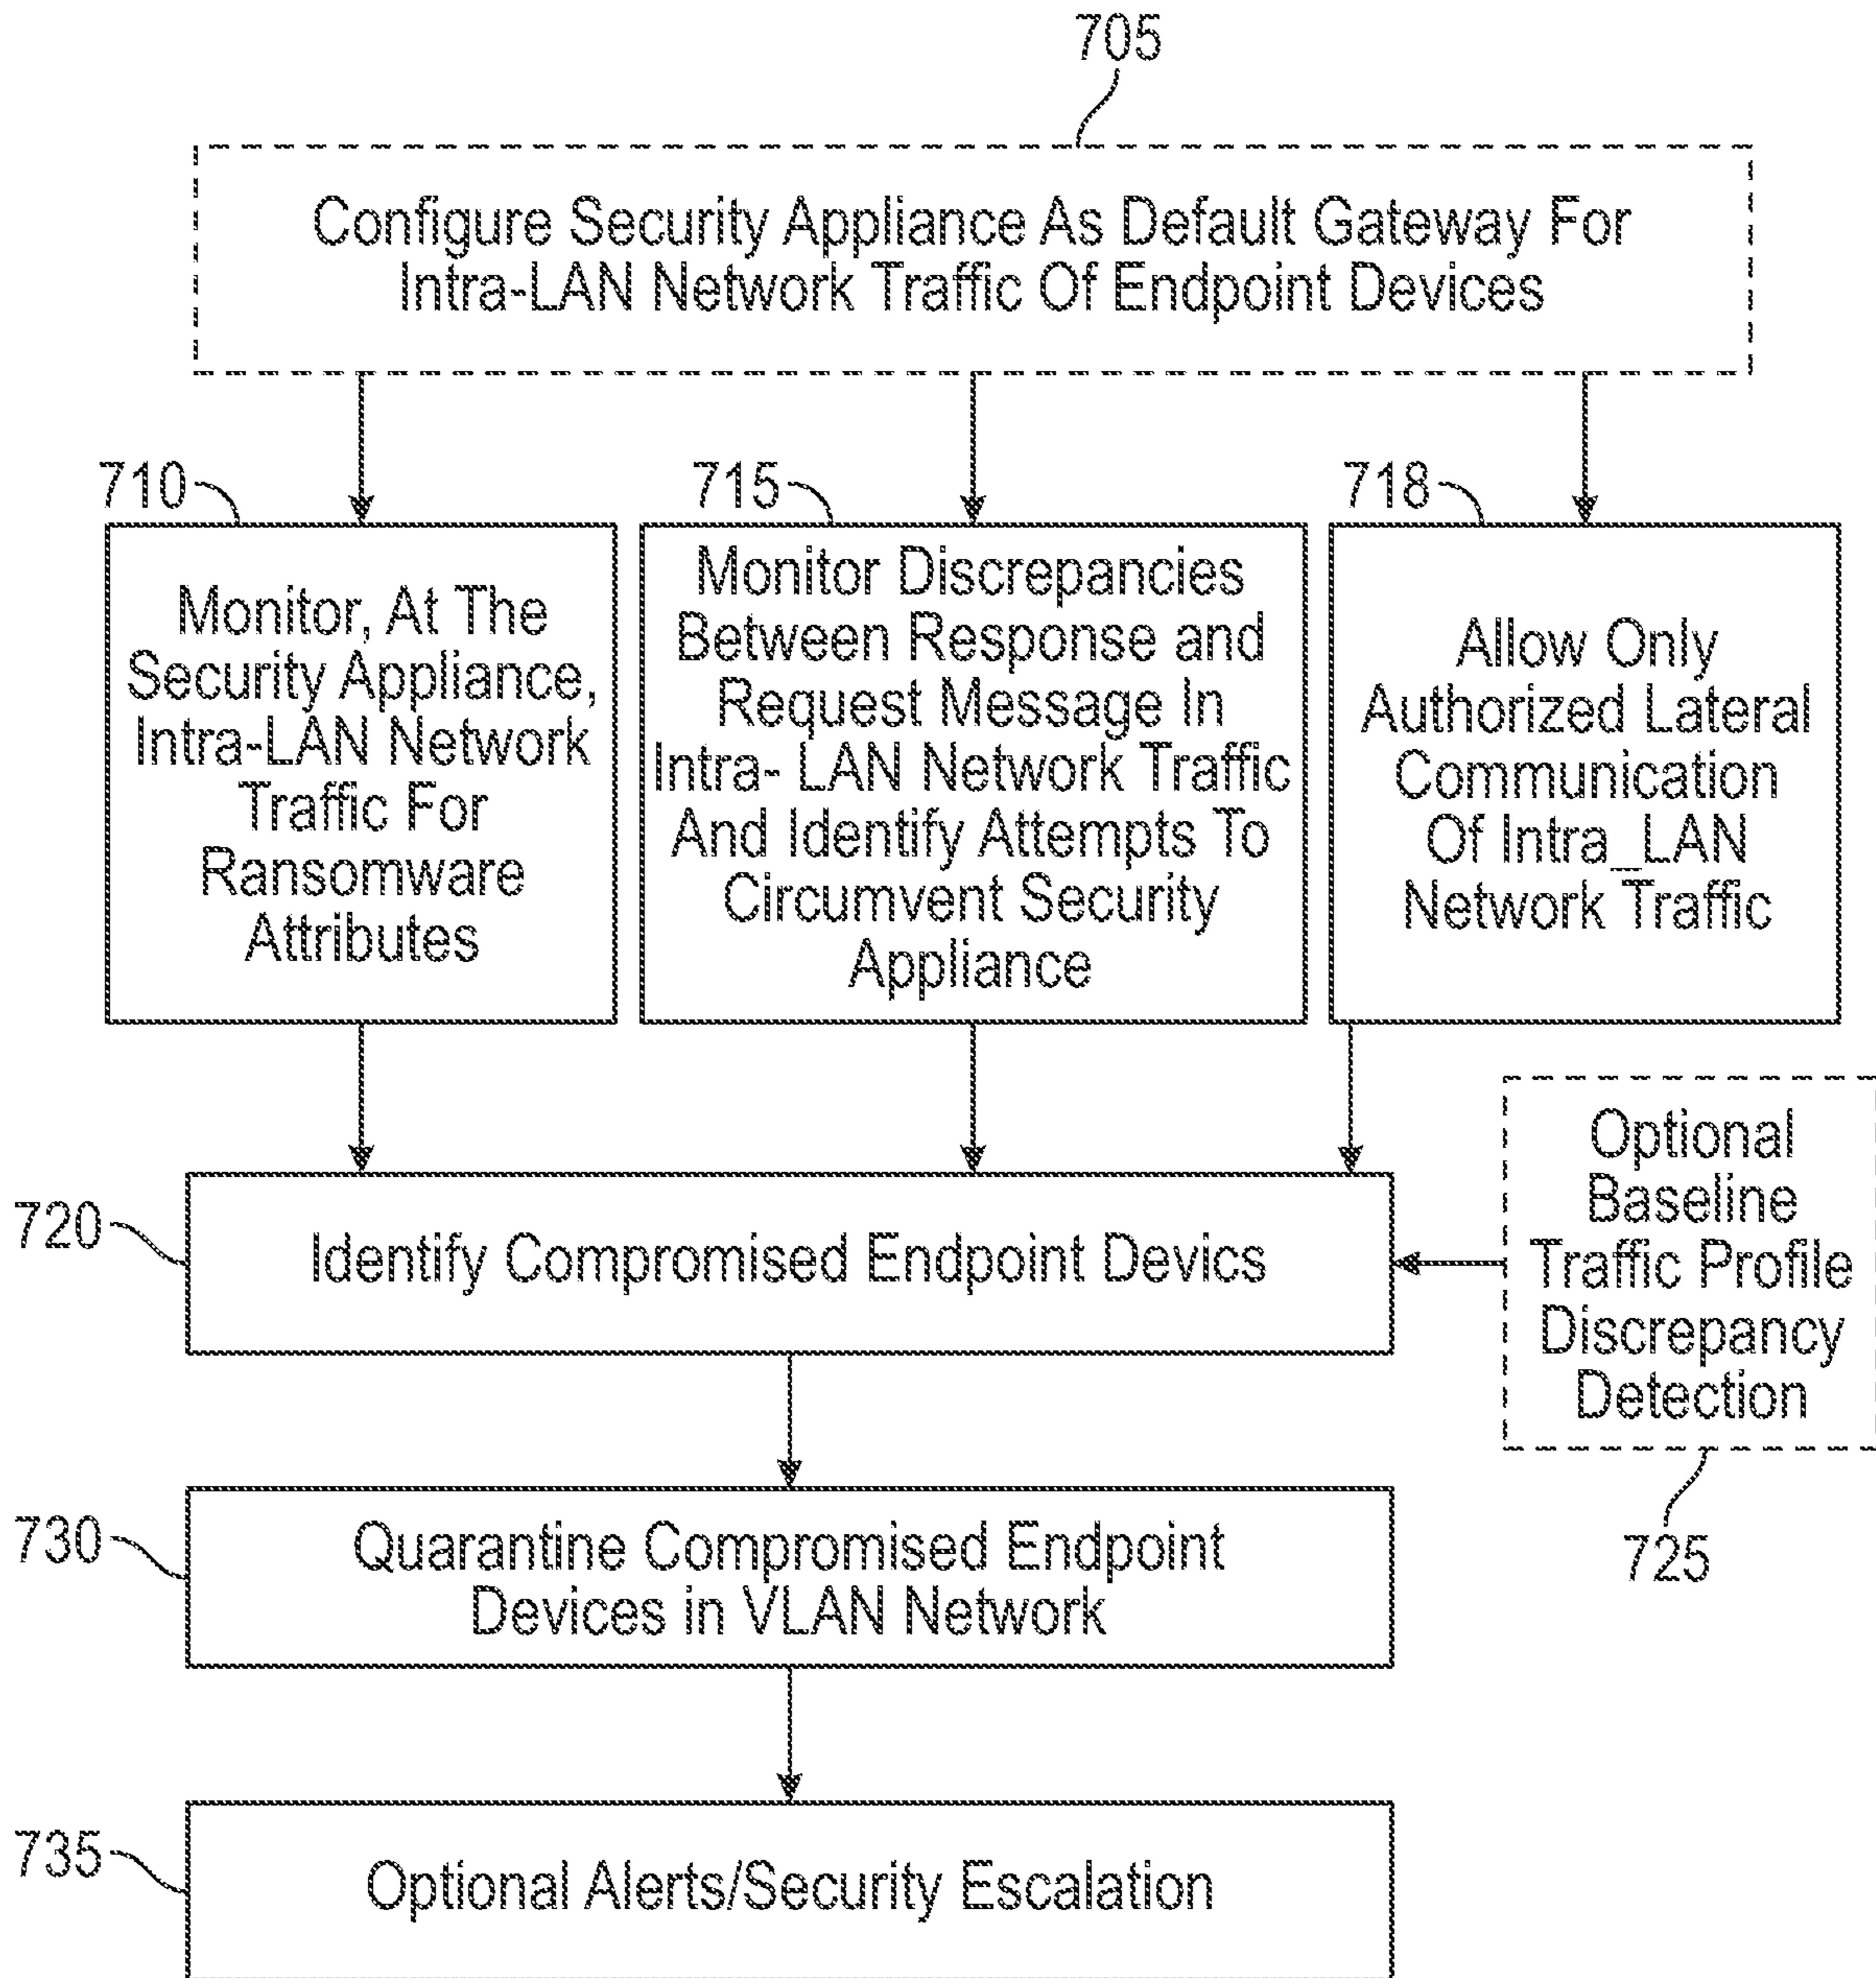 705
Configure Security Appliance As Default Gateway For
Intra-LAN Network Traffic Of Endpoint Devices
710
Monitor, At The
Security Appliance,
Intra-LAN Network
Traffic For
Ransomware
Attributes
715
Monitor Discrepancies
Between Response and
Request Message In
Intra- LAN Network Traffic
And Identify Attempts To
Circumvent Security
Appliance
718
Allow Only
Authorized Lateral
Communication
Of Intra_LAN
Network Traffic
720
Identify Compromised Endpoint Devics
Optional
Baseline
Traffic Profile
Discrepancy
Detection
725
730
Quarantine Compromised Endpoint
Devices in VLAN Network
735
Optional Alerts/Security Escalation